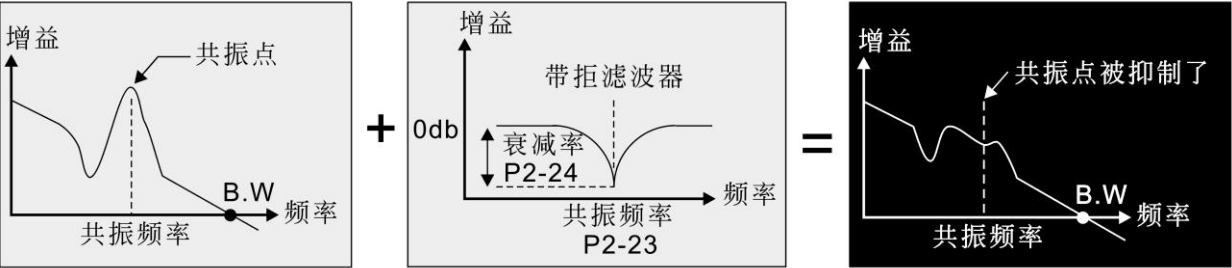 增益
共振点
B.W
频率
共振频率
+
增益
带拒滤波器
0db
衰减率
P2-24
频率
共振频率
P2-23
=
增益
共振点被抑制了
B.W
频率
共振频率